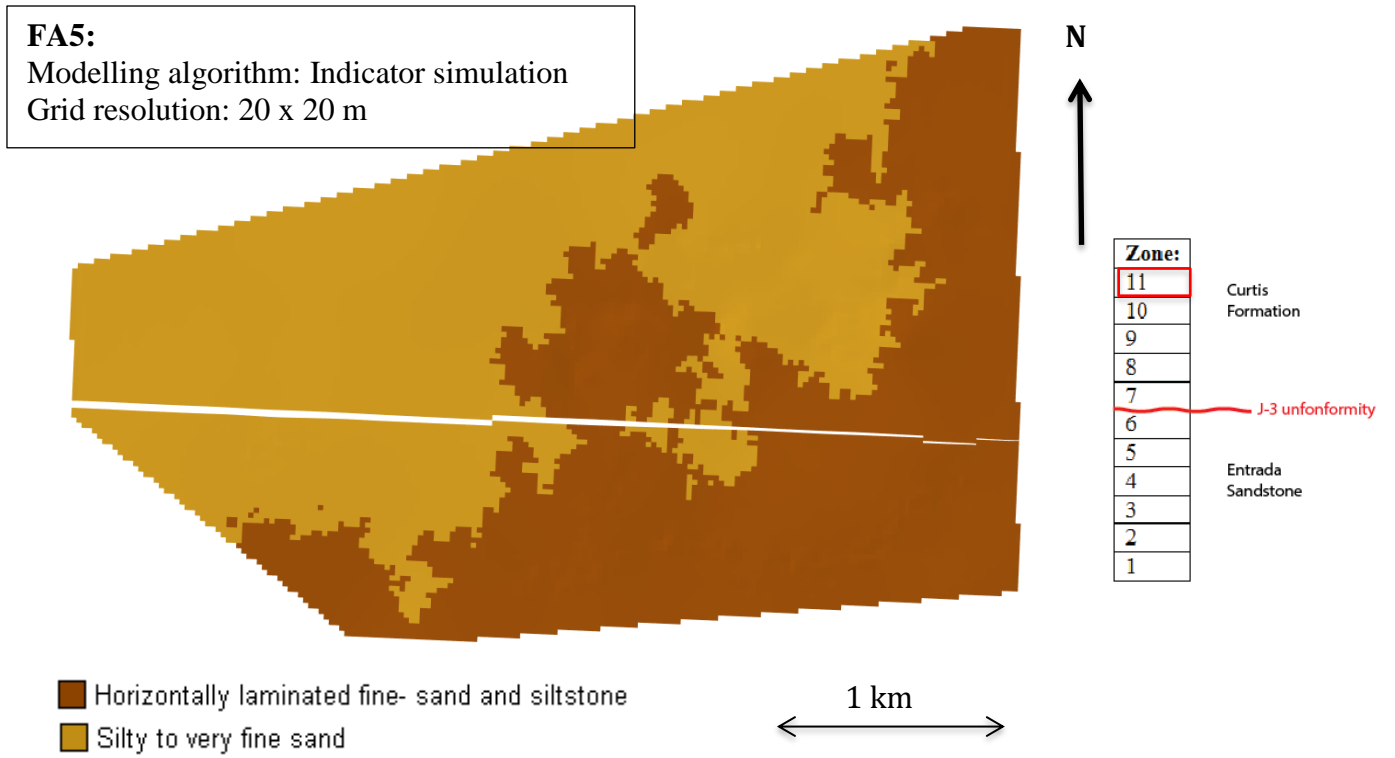 FA5:
Modelling algorithm: Indicator simulation
Grid resolution: 20 x 20 m
N
Zone:
11
10
9
8
7
6
5
4
3
2
1
Curtis
Formation
J-3 unfonformity
Entrada
Sandstone
Horizontally laminated fine- sand and siltstone
Silty to very fine sand
1 km